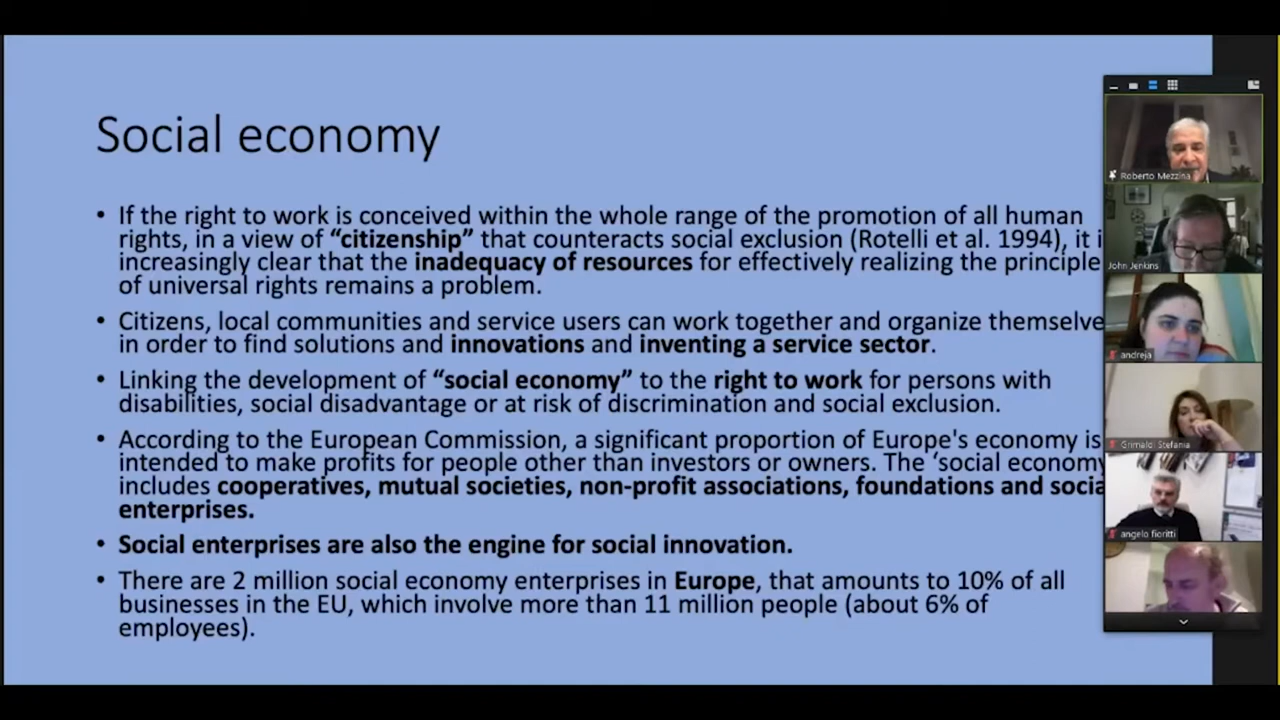 Social economy
• If the right to work is conceived within the whole range of the promotion of all human
rights, in a view of “citizenship” that counteracts social exclusion (Rotelli et al. 1994), it i
increasingly clear that the inadequacy of resources for effectively realizing the principle
of universal rights remains a problem.
• Citizens, local communities and service users can work together and organize themselve
in order to find solutions and innovations and inventing a service sector.
• Linking the development of “social economy” to the right to work for persons with
disabilities, social disadvantage or at risk of discrimination and social exclusion.
• According to the European Commission, a significant proportion of Europe's economy is
intended to make profits for people other than investors or owners. The ‘social economy
includes cooperatives, mutual societies, non-profit associations, foundations and socia
enterprises.
• Social enterprises are also the engine for social innovation.
• There are 2 million social economy enterprises in Europe, that amounts to 10% of all
businesses in the EU, which involve more than 11 million people (about 6% of
employees).
Roberto Mezzina
John Jenkins
andreja
Grimaldi Stefania
angelo fioritti